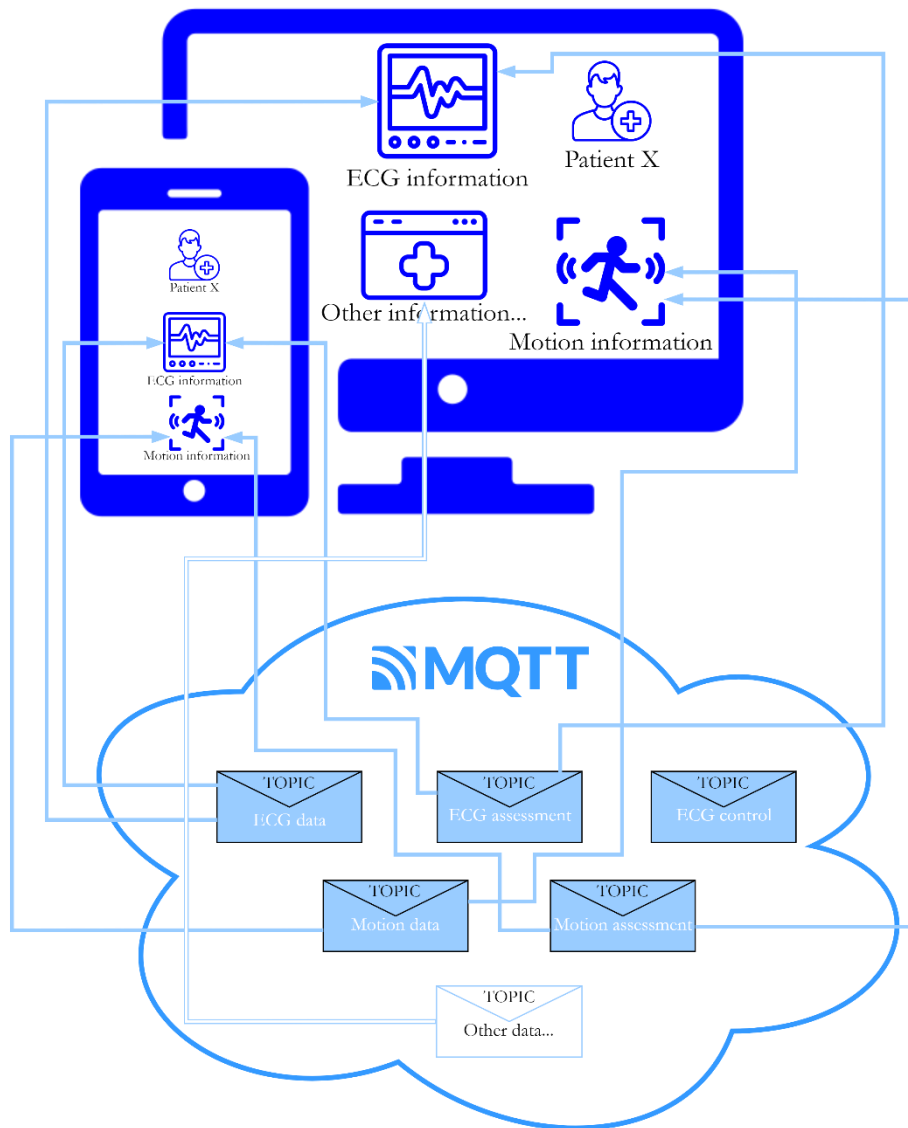 ECG information
Patient X
Other information...
Motion information
Patient X
ECG information
Motion information
MQTT
TOPIC
ECG data
TOPIC
ECG assessment
TOPIC
ECG control
TOPIC
Motion data
TOPIC
Motion assessment
TOPIC
Other data...